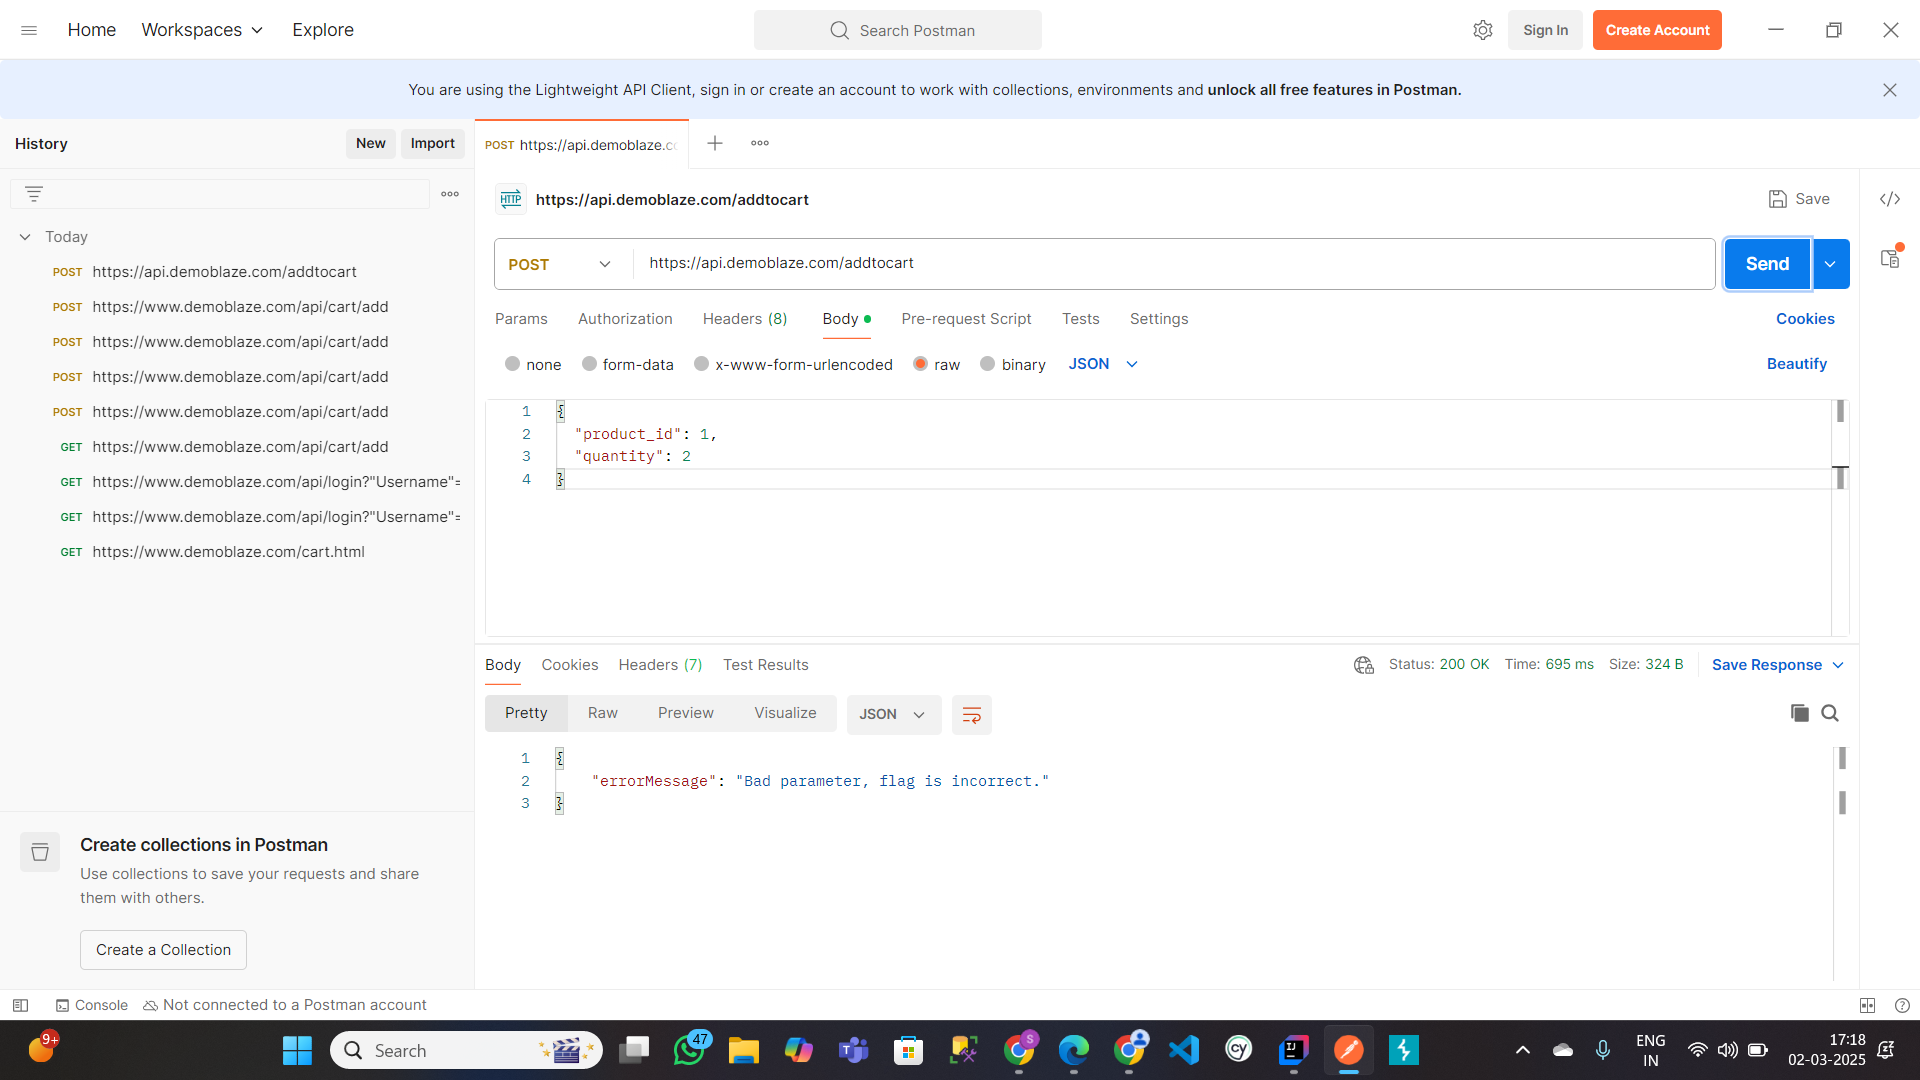 Home
Workspaces
Explore
Search Postman
Sign In
Create Account
You are using the Lightweight API Client, sign in or create an account to work with collections, environments and unlock all free features in Postman.
History
New
Import
POST https://api.demoblaze.co
HTTP
https://api.demoblaze.com/addtocart
Save
Today
POST https://api.demoblaze.com/addtocart
POST https://www.demoblaze.com/api/cart/add
POST https://www.demoblaze.com/api/cart/add
POST https://www.demoblaze.com/api/cart/add
POST https://www.demoblaze.com/api/cart/add
GET https://www.demoblaze.com/api/cart/add
GET https://www.demoblaze.com/api/login?"Username"=
GET https://www.demoblaze.com/api/login?"Username"=
GET https://www.demoblaze.com/cart.html
POST
https://api.demoblaze.com/addtocart
Send
Params
Authorization
Headers (8)
Body
Pre-request Script
Tests
Settings
Cookies
none
form-data
x-www-form-urlencoded
raw
binary
JSON
Beautify
1 {
2 "product_id": 1,
3 "quantity": 2
4 }
Body
Cookies
Headers (7)
Test Results
Status: 200 OK
Time: 695 ms
Size: 324 B
Save Response
Pretty
Raw
Preview
Visualize
JSON
1 {
2 "errorMessage": "Bad parameter, flag is incorrect."
3 }
Create collections in Postman
Use collections to save your requests and share
them with others.
Create a Collection
Console
Not connected to a Postman account
9+
Search
47
T
S
cy
IJ
ENG
IN
17:18
02-03-2025